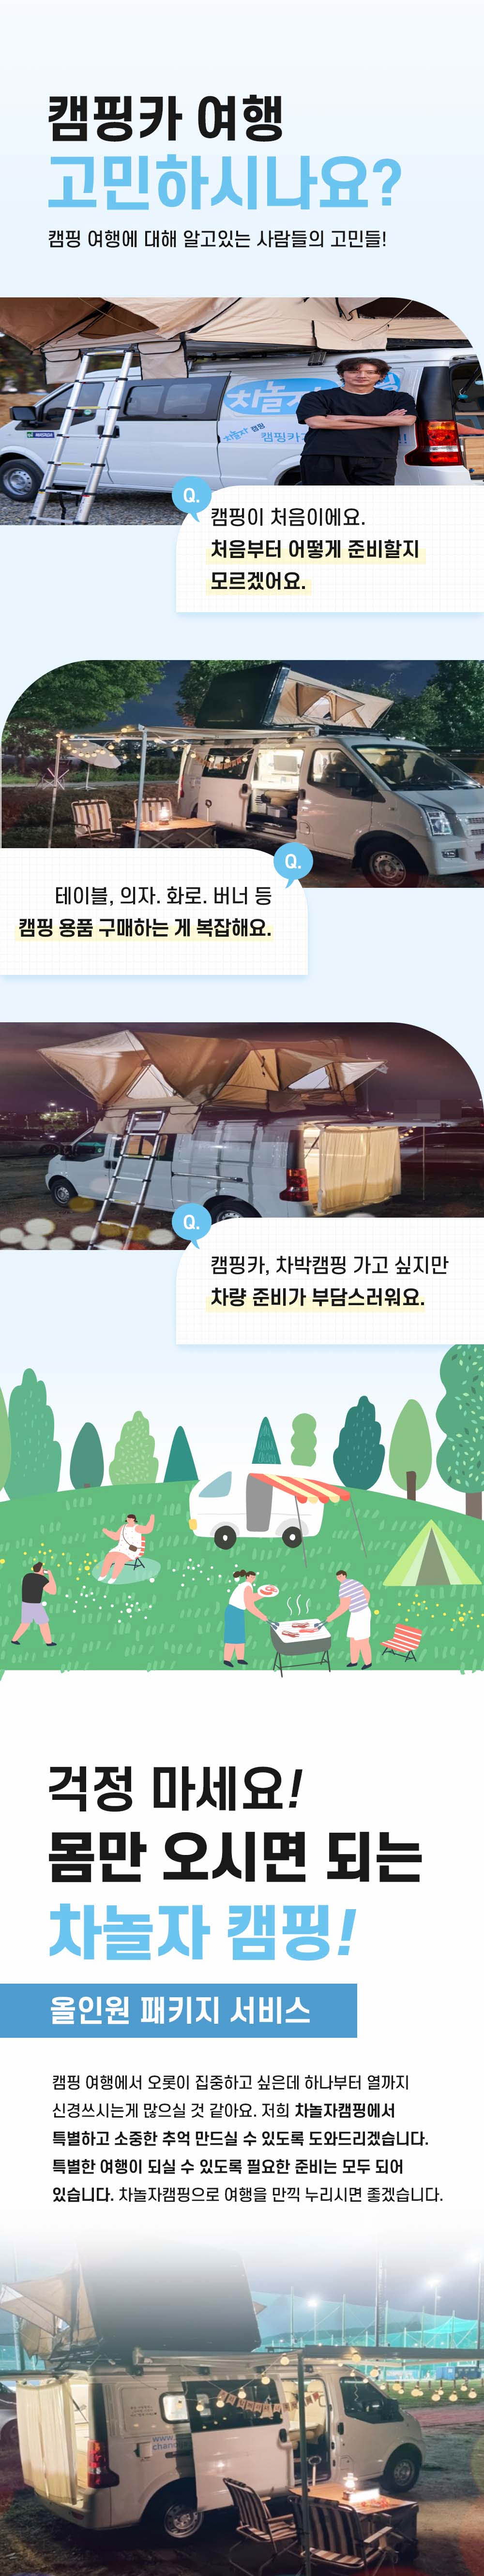 캠핑카 여행
고민하시나요?
캠핑 여행에 대해 알고있는 사람들의 고민들!
차놀자
차놀자 캠핑
캠핑카
Q.
캠핑이 처음이에요.
처음부터 어떻게 준비할지
모르겠어요.
Q.
테이블, 의자. 화로. 버너 등
캠핑 용품 구매하는 게 복잡해요.
Q.
캠핑카, 차박캠핑 가고 싶지만
차량 준비가 부담스러워요.
걱정 마세요!
몸만 오시면 되는
차놀자 캠핑!
올인원 패키지 서비스
캠핑 여행에서 오롯이 집중하고 싶은데 하나부터 열까지
신경쓰시는게 많으실 것 같아요. 저희 차놀자캠핑에서
특별하고 소중한 추억 만드실 수 있도록 도와드리겠습니다.
특별한 여행이 되실 수 있도록 필요한 준비는 모두 되어
있습니다. 차놀자캠핑으로 여행을 만끽 누리시면 좋겠습니다.